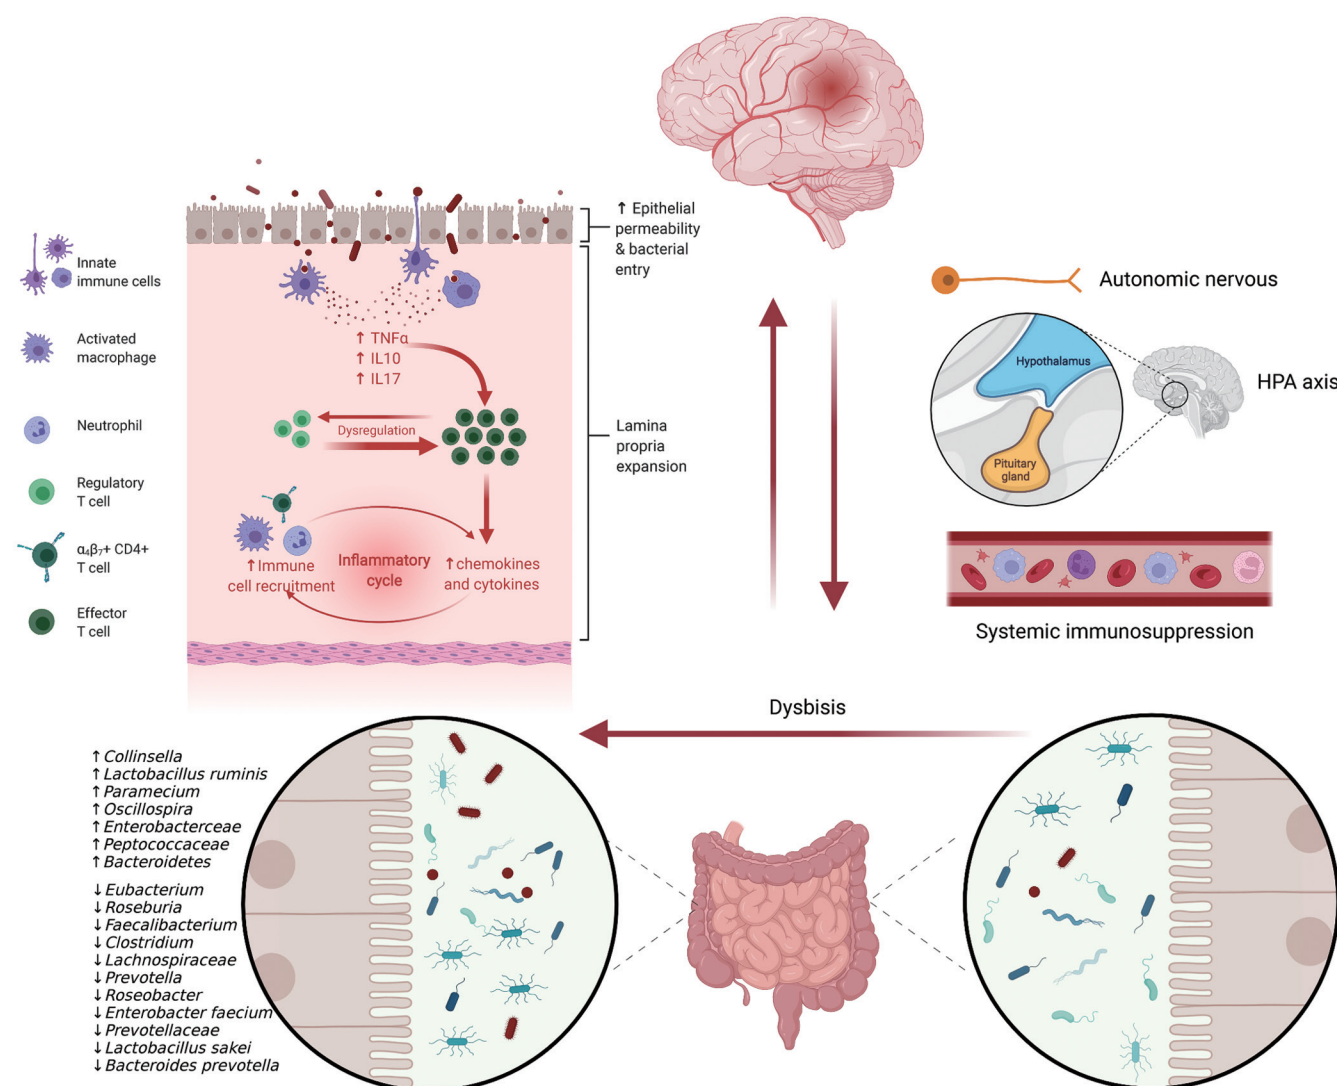 ↑ Epithelial
permeability
& bacterial
entry
Innate
immune cells
Activated
macrophage
Neutrophil
Regulatory
T cell
α₄β₇+ CD4+
T cell
Effector
T cell
↑ TNFα
↑ IL10
↑ IL17
Dysregulation
Lamina
propria
expansion
↑Immune
cell recruitment
Inflammatory
cycle
↑chemokines
and cytokines
Autonomic nervous
Hypothalamus
Pituitary
gland
HPA axis
Systemic immunosuppression
Dysbisis
↑Collinsella
↑Lactobacillus ruminis
↑Paramecium
↑Oscillospira
↑Enterobacterceae
↑Peptococcaceae
↑Bacteroidetes
↓Eubacterium
↓Roseburia
↓Faecalibacterium
↓Clostridium
↓Lachnospiraceae
↓Prevotella
↓Roseobacter
↓Enterobacter faecium
↓Prevotellaceae
↓Lactobacillus sakei
↓Bacteroides prevotella